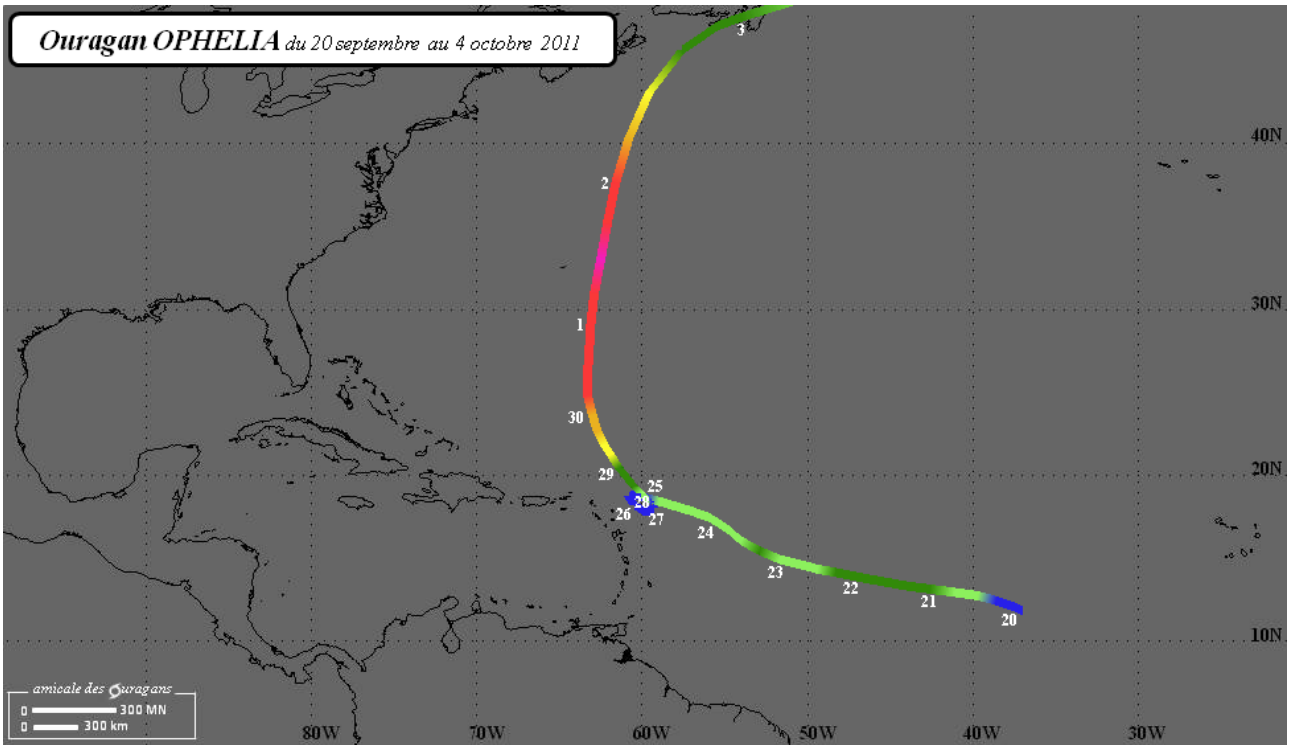 Ouragan OPHELIA du 20 septembre au 4 octobre 2011
3
40N
2
30N
1
30
29
20N
25
28
26
27
24
23
22
21
20
10N
amicale des Ouragans
0 300 MN
0 300 km
80W 70W 60W 50W 40W 30W